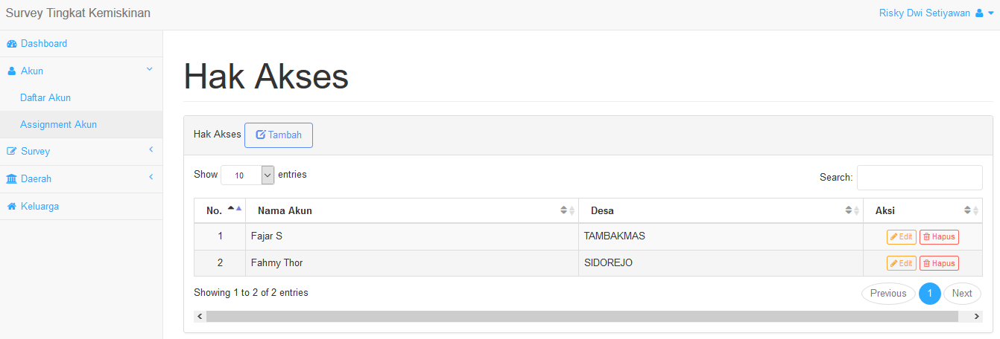 Survey Tingkat Kemiskinan
Risky Dwi Setiyawan
Dashboard
Akun
Daftar Akun
Assignment Akun
Survey
Daerah
Keluarga
Hak Akses
Hak Akses Tambah
Show 10 entries
Search:
No. Nama Akun Desa Aksi
1 Fajar S TAMBAKMAS Edit Hapus
2 Fahmy Thor SIDOREJO Edit Hapus
Showing 1 to 2 of 2 entries
Previous 1 Next